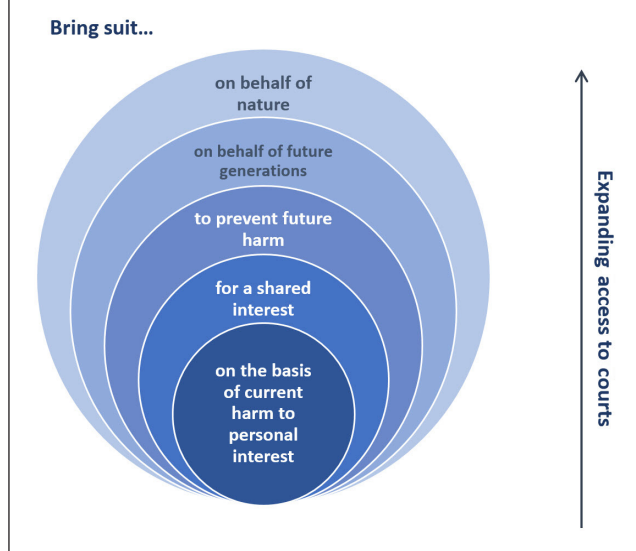 Bring suit...
on behalf of
nature
on behalf of future
generations
to prevent future
harm
for a shared
interest
on the basis
of current
harm to
personal
interest
Expanding access to courts